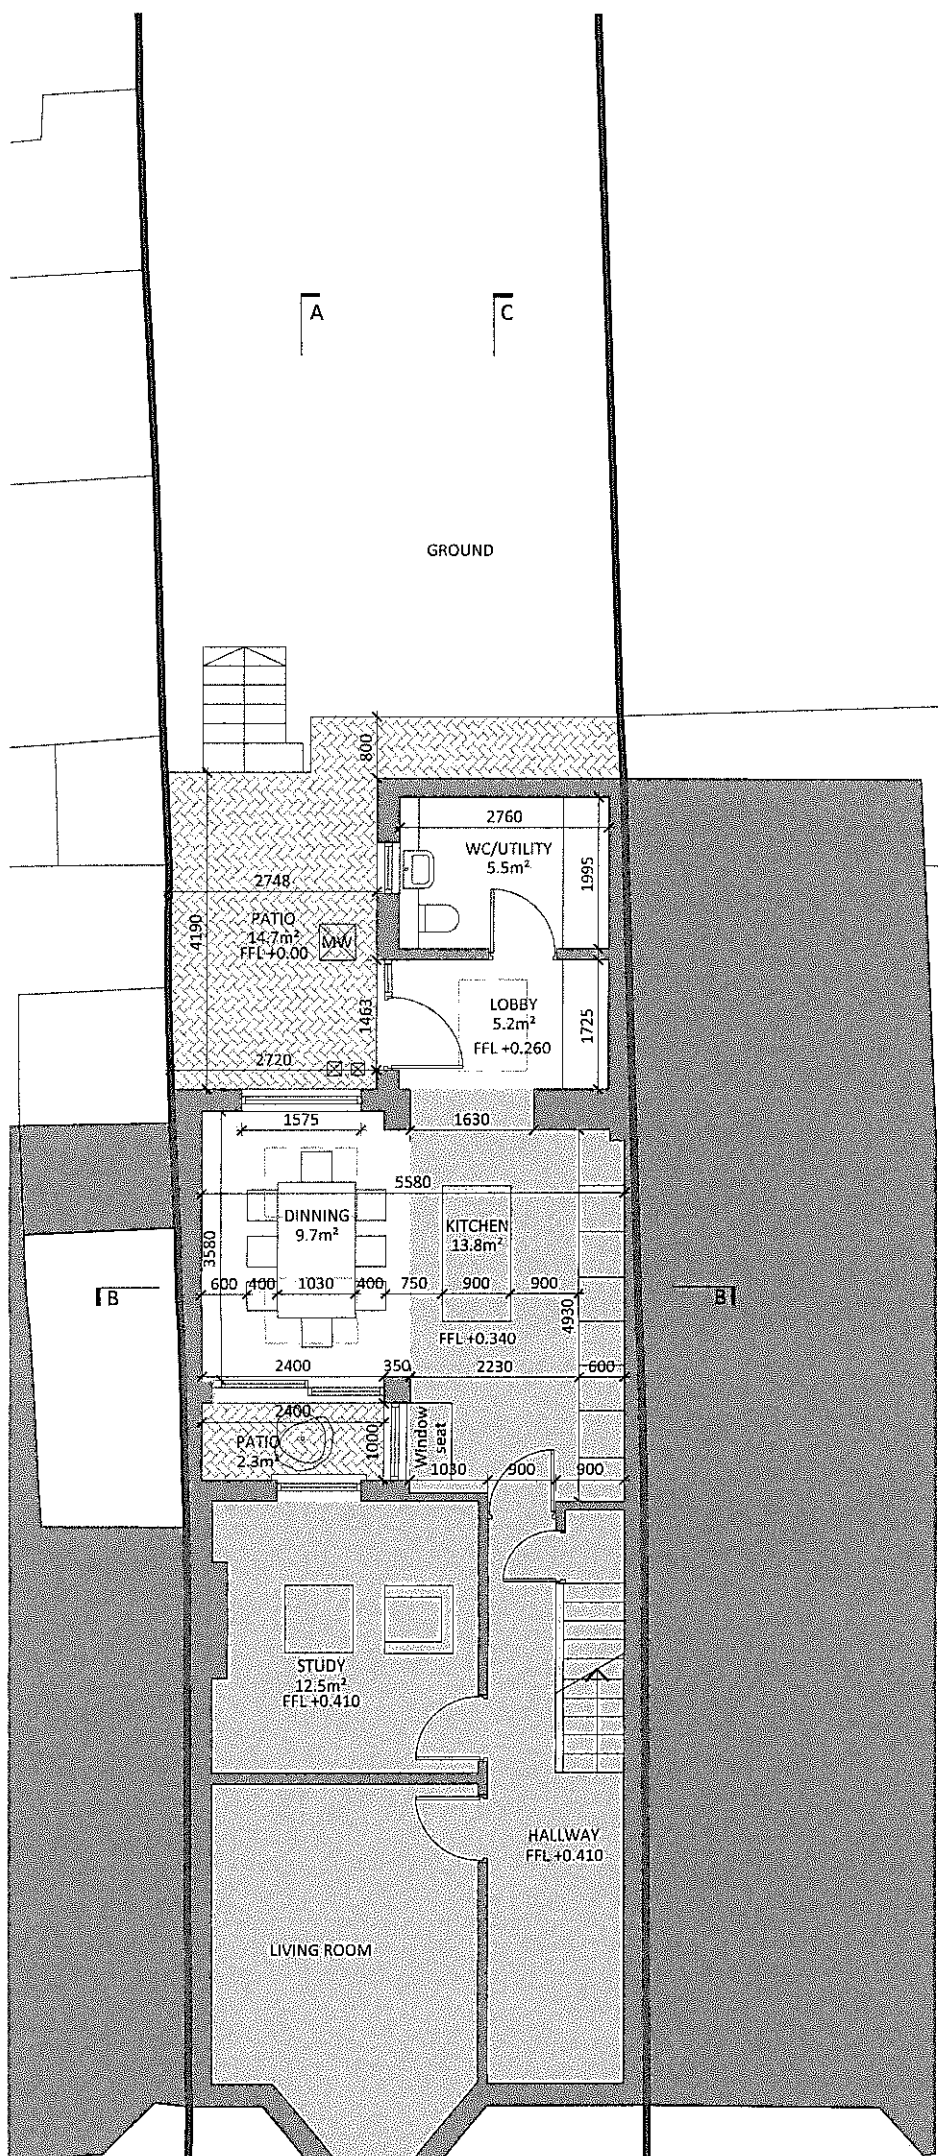 A
C
GROUND
800
2760
WC/UTILITY
5.5m²
1995
2748
4190
PATIO
14.7m²
FFL +0.00
MW
LOBBY
5.2m²
FFL +0.260
1463
1725
2720
1575
1630
5580
DINNING
9.7m²
KITCHEN
13.8m²
3580
600
400
1030
400
750
900
900
B
B
4930
FFL +0.340
2400
350
2230
600
2400
PATIO
2.3m²
1000
Window
seat
1030
900
900
STUDY
12.5m²
FFL +0.410
HALLWAY
FFL +0.410
LIVING ROOM